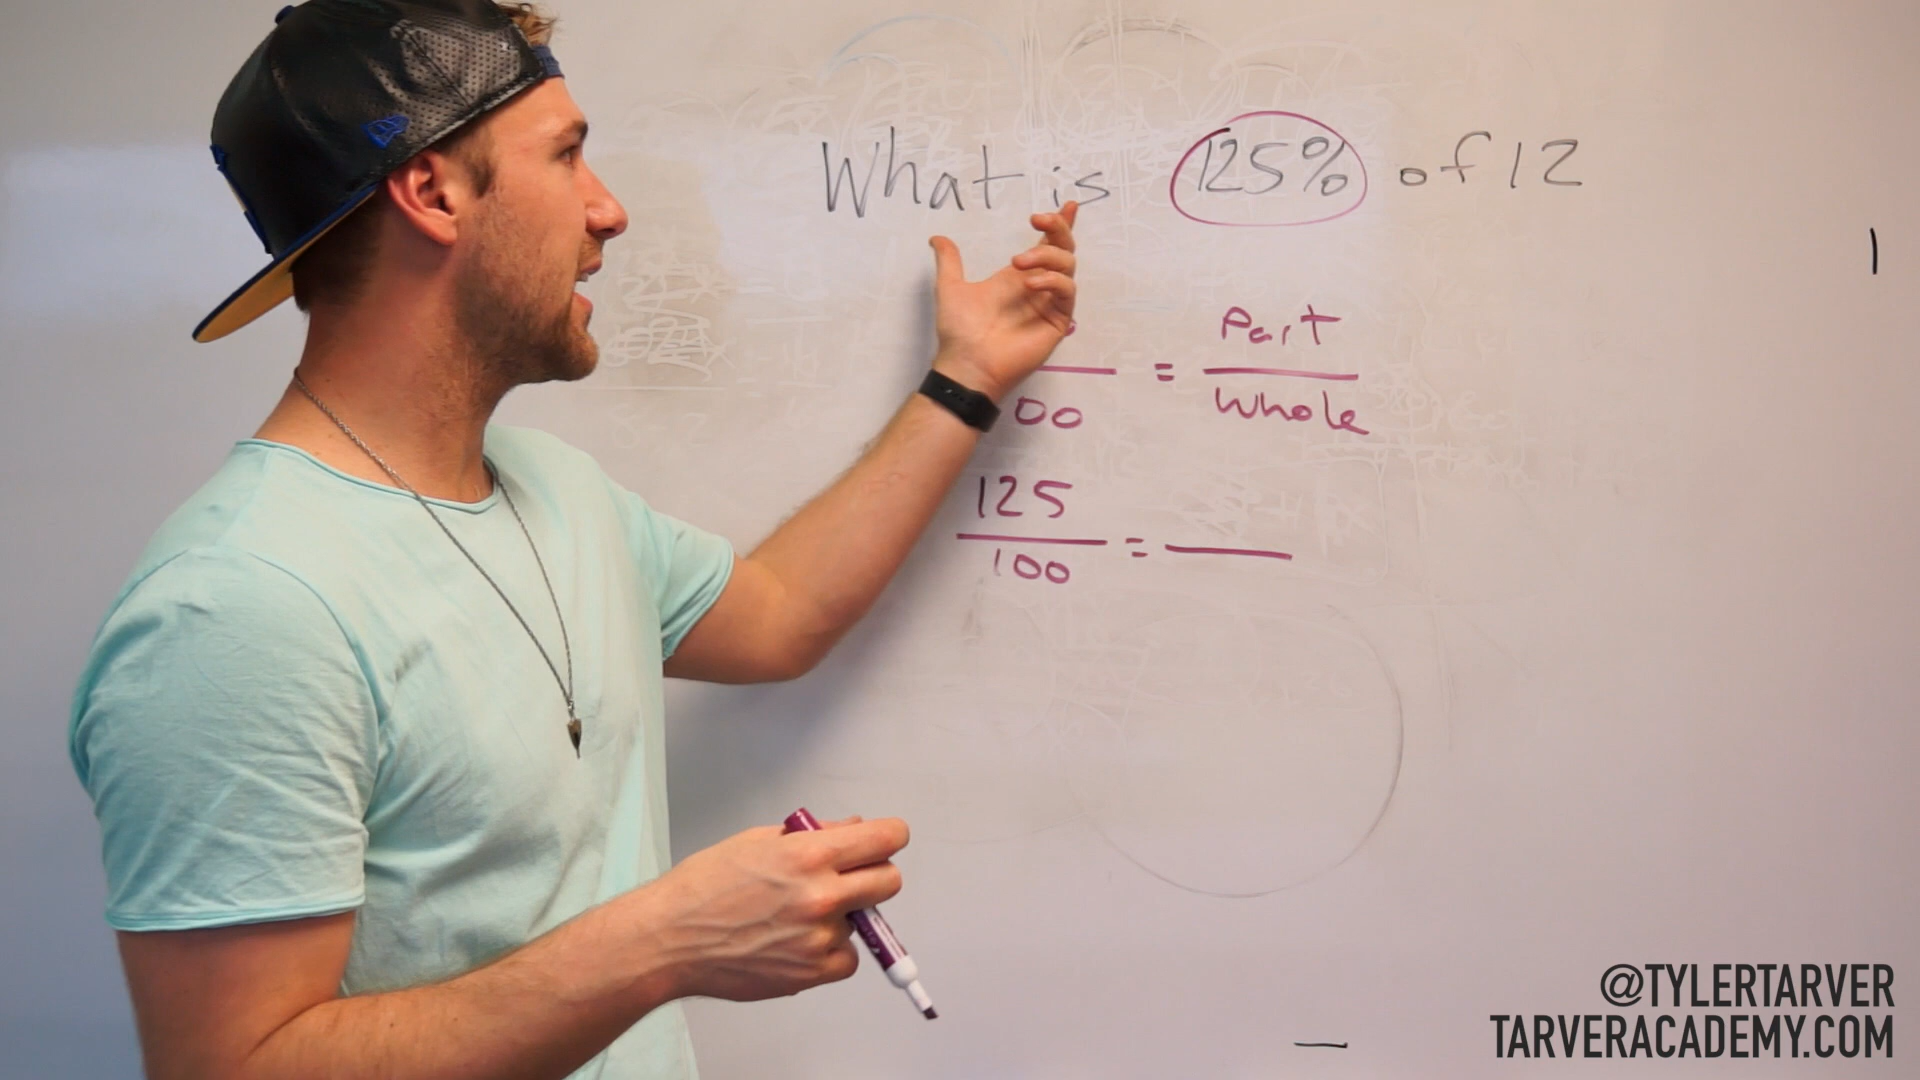 What is 125% of 12
= Part
00 Whole
125
100 =
@TYLERTARVER
TARVERACADEMY.COM